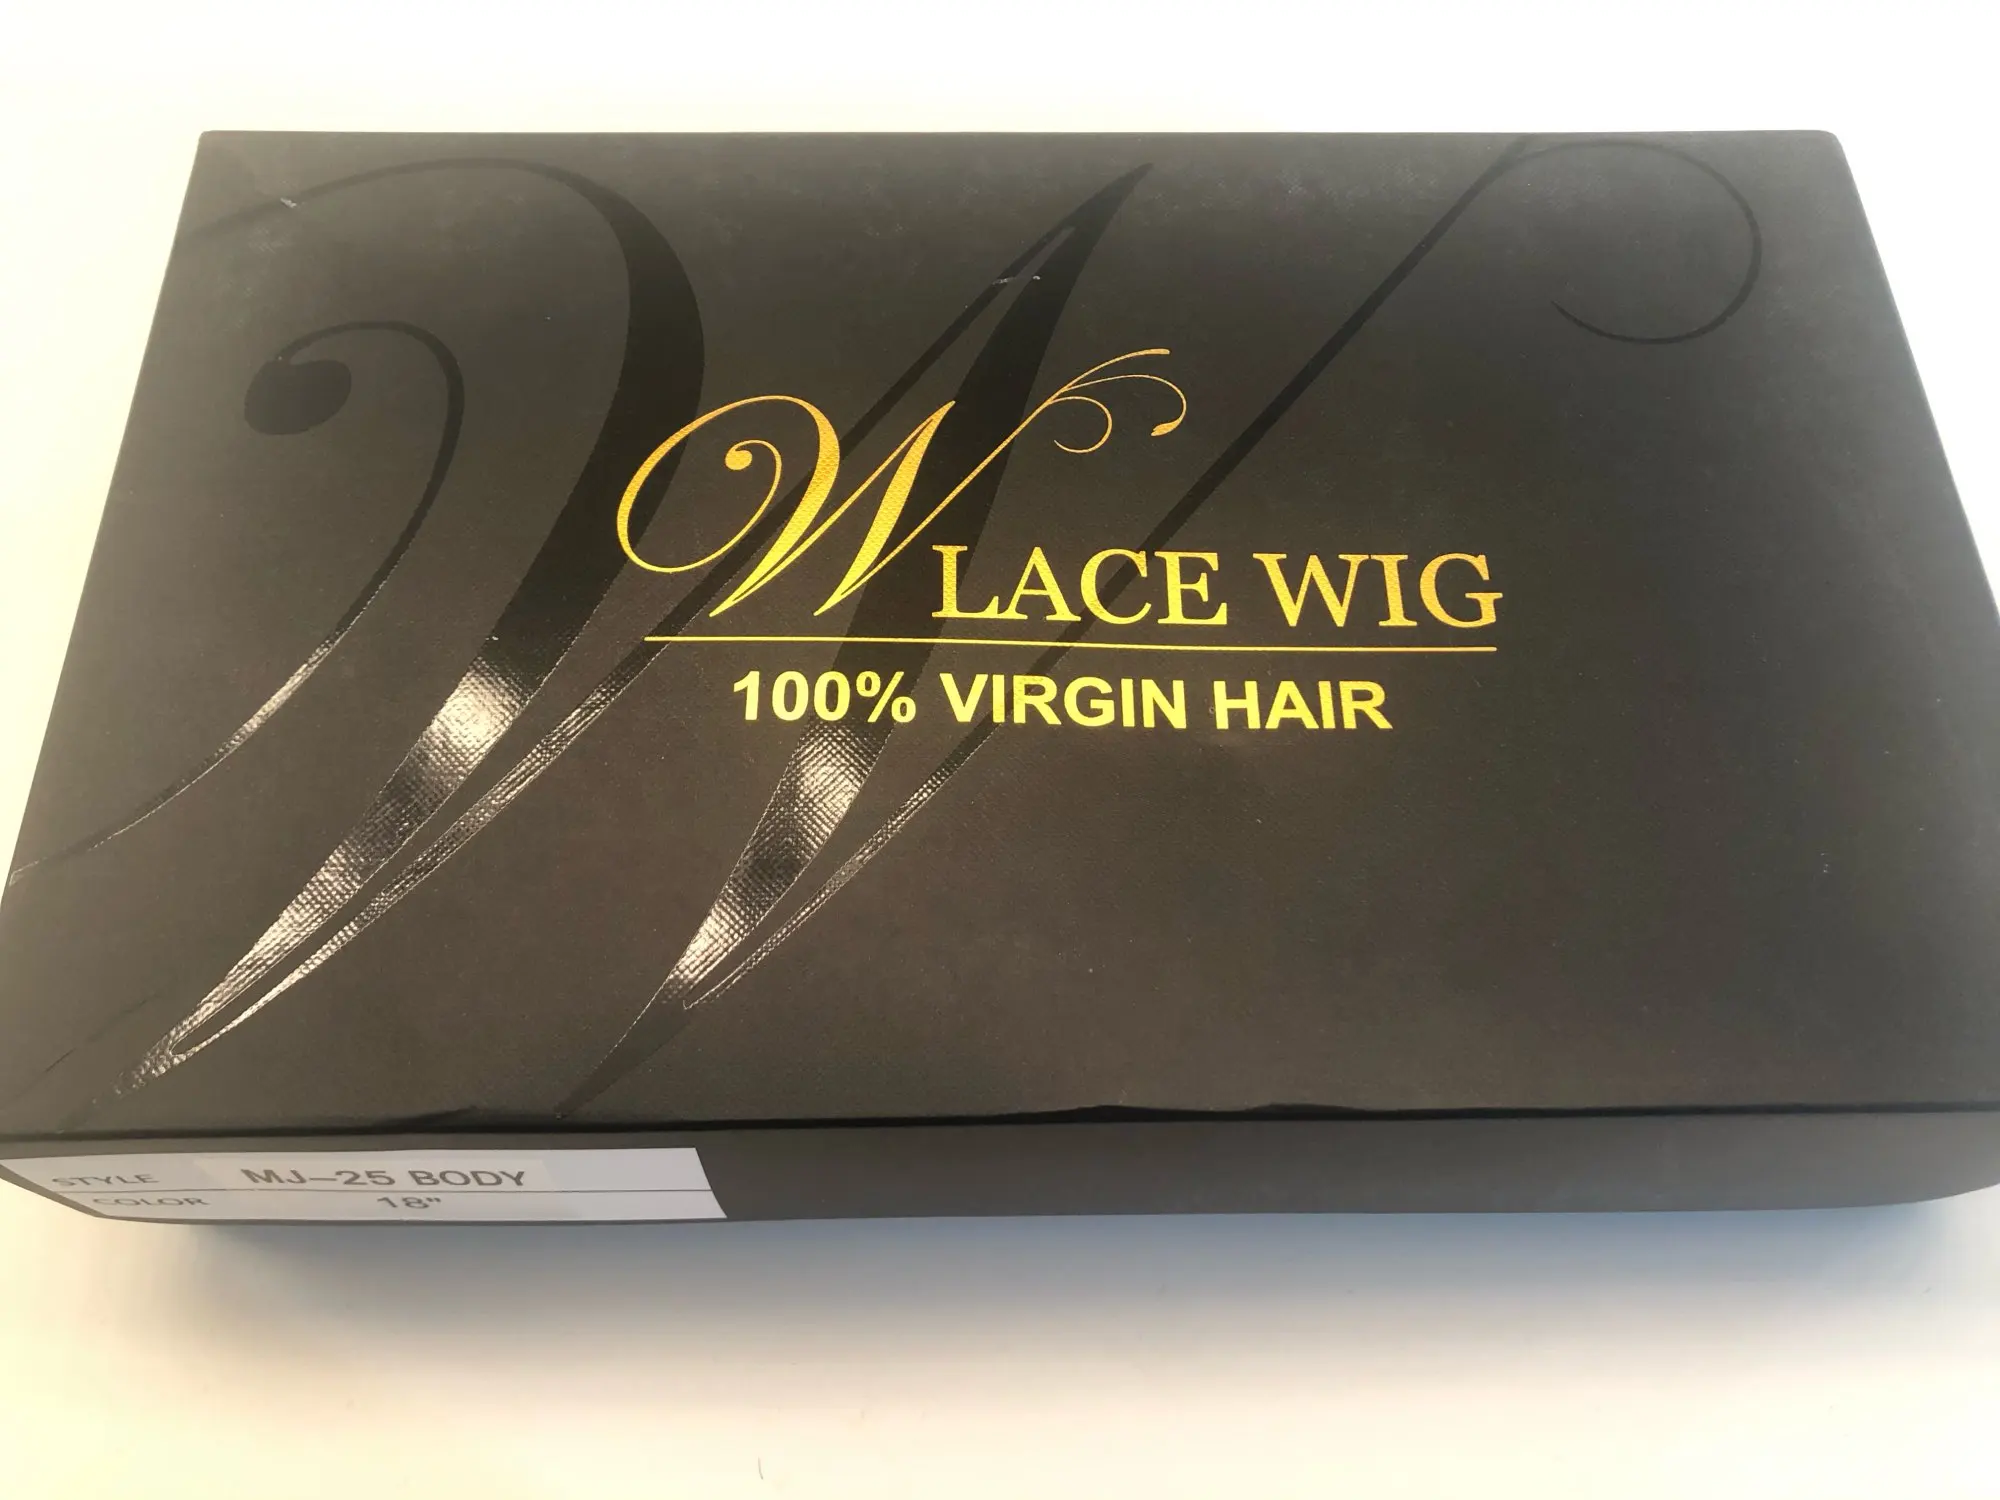 W LACE WIG
100% VIRGIN HAIR
STYLE MJ-25 BODY
COLOR 18"